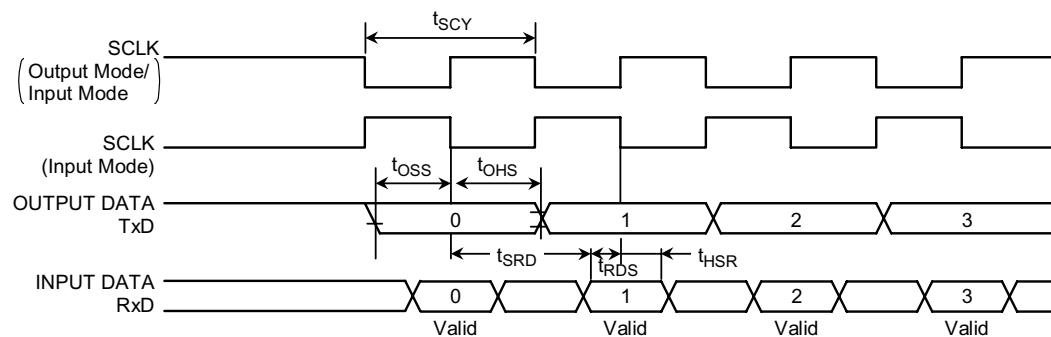 tSCY
SCLK
(Output Mode/
Input Mode)
SCLK
(Input Mode)
tOSS
tOHS
OUTPUT DATA
TxD
0
1
2
3
tSRD
tRDS
tHSR
INPUT DATA
RxD
0
1
2
3
Valid
Valid
Valid
Valid